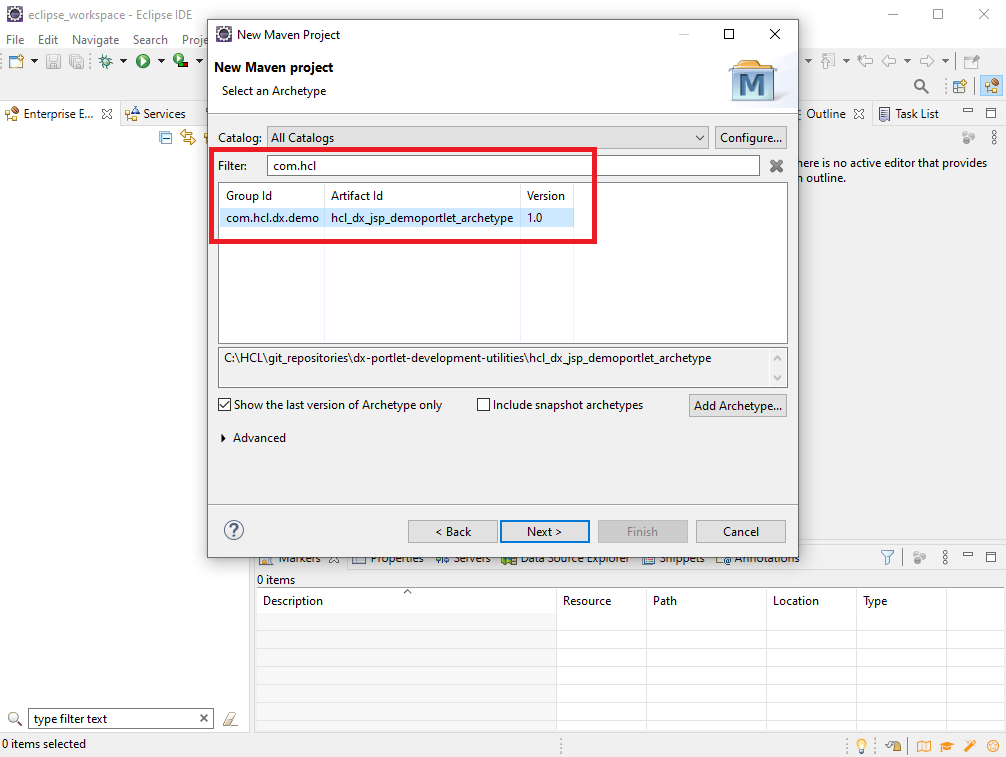 eclipse_workspace - Eclipse IDE
File Edit Navigate Search Proje
Enterprise E...
Services
New Maven Project
New Maven project
Select an Archetype
M
Catalog: All Catalogs Configure...
Filter: com.hcl
Group Id Artifact Id Version
com.hcl.dx.demo hcl_dx_jsp_demoportlet_archetype 1.0
C:\HCL\git_repositories\dx-portlet-development-utilities\hcl_dx_jsp_demoportlet_archetype
Show the last version of Archetype only Include snapshot archetypes Add Archetype...
Advanced
? < Back Next > Finish Cancel
Outline Task List
here is no active editor that provides
n outline.
Markers Properties Servers Data Source Explorer Snippets Annotations
0 items
Description Resource Path Location Type
type filter text
0 items selected